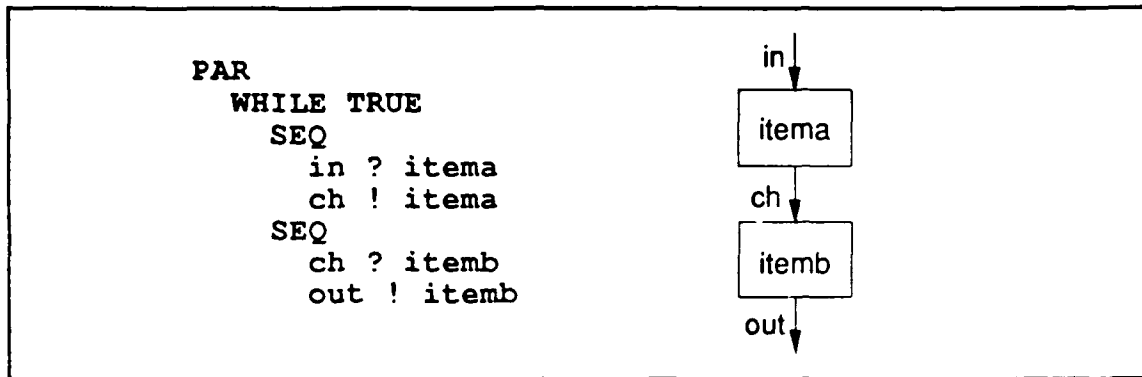 PAR
WHILE TRUE
SEQ
in ? itema
ch ! itema
SEQ
ch ? itemb
out ! itemb
in
itema
ch
itemb
out